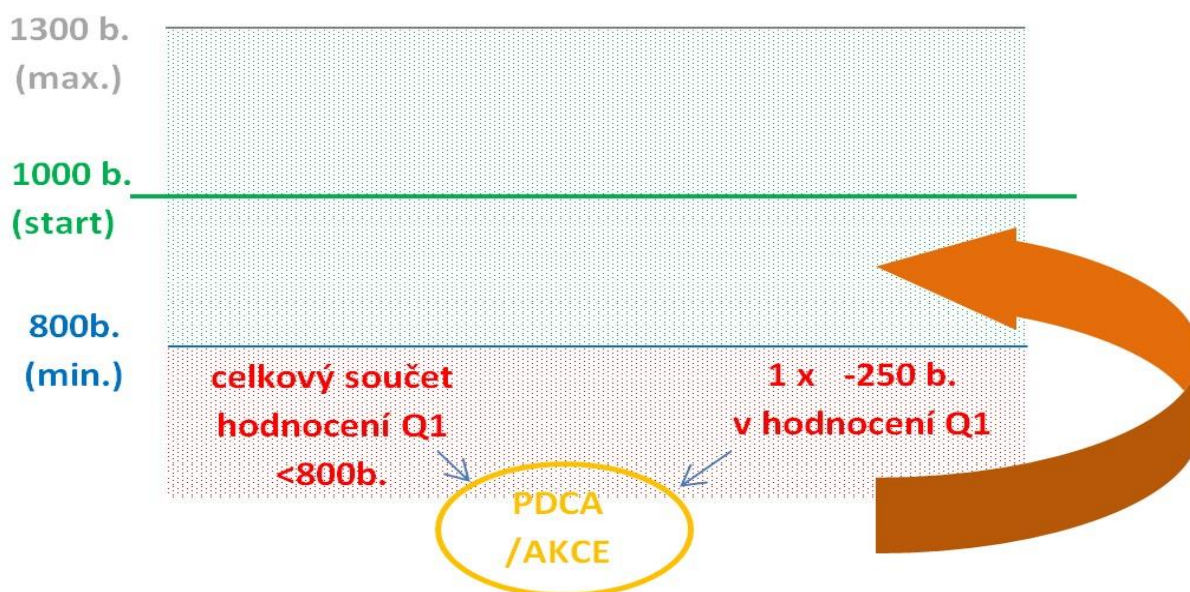 1300 b.
(max.)
1000 b.
(start)
800b.
(min.)
celkový součet
hodnocení Q1
<800b.
1 x -250 b.
v hodnocení Q1
PDCA
/AKCE